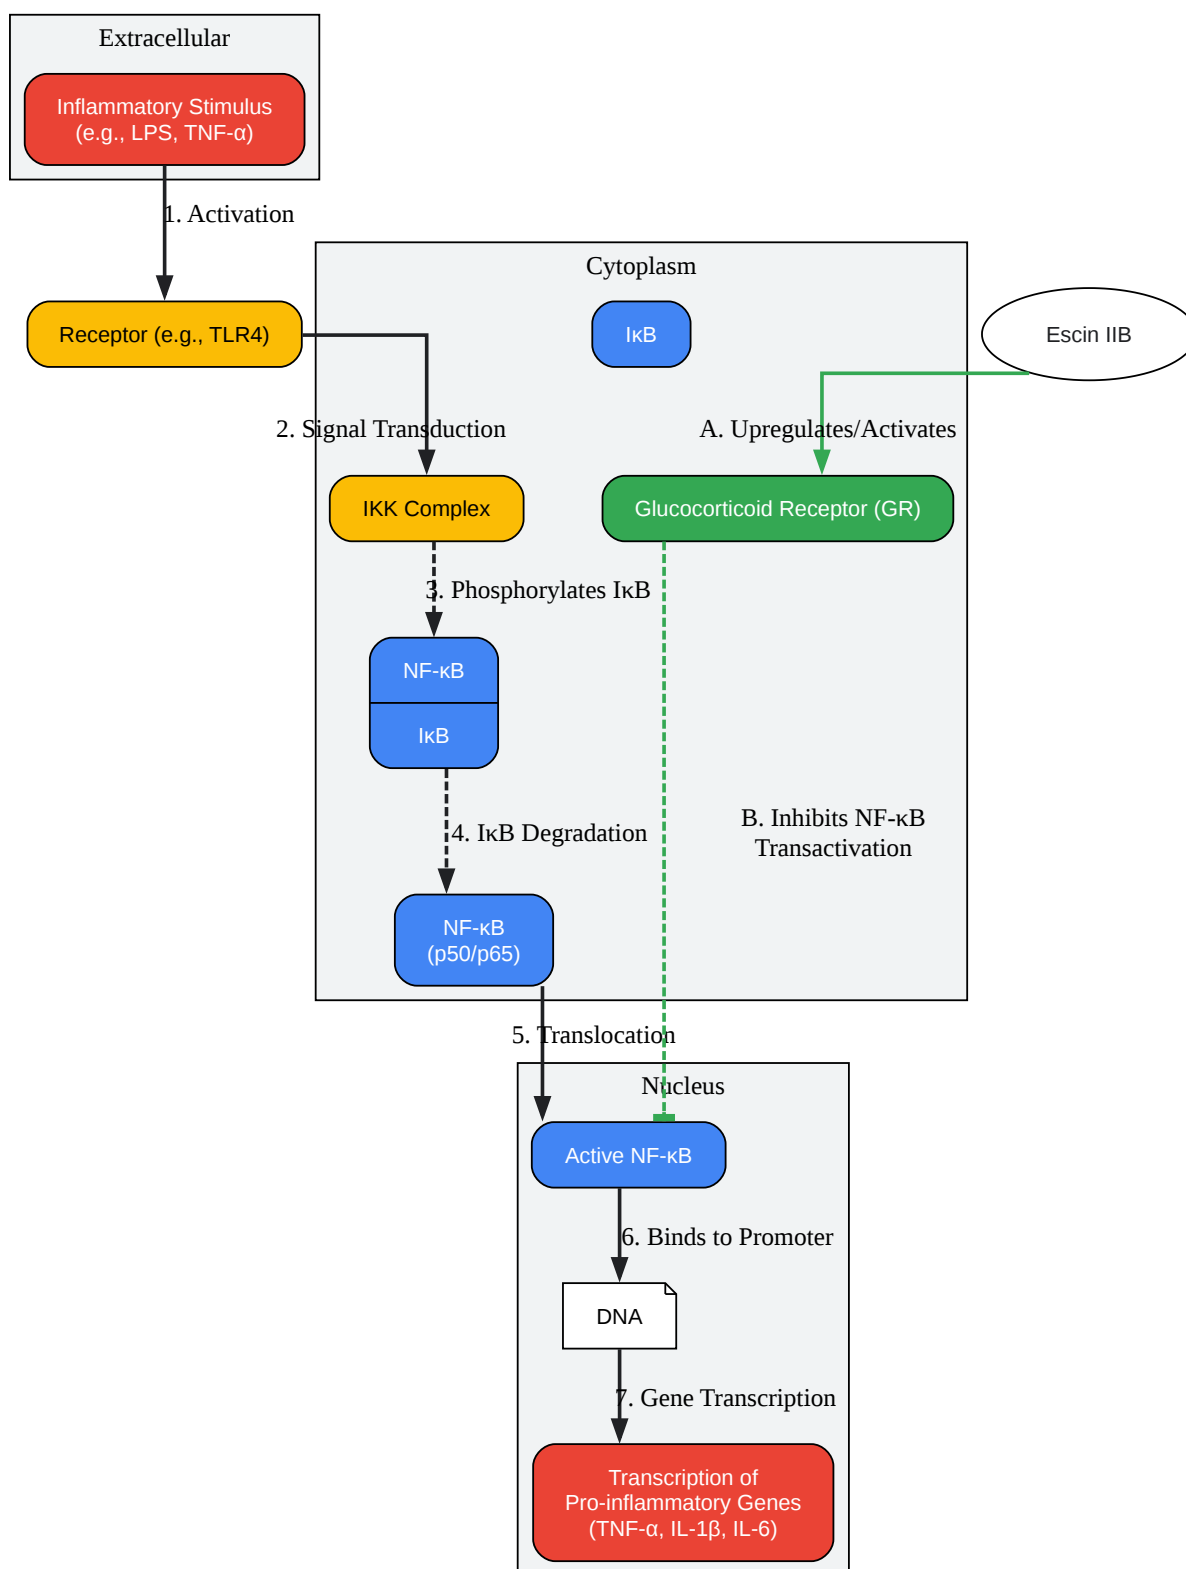 Extracellular
Inflammatory Stimulus
(e.g., LPS, TNF-α)
1. Activation
Cytoplasm
Receptor (e.g., TLR4)
IκB
Escin IIB
2. Signal Transduction
A. Upregulates/Activates
IKK Complex
Glucocorticoid Receptor (GR)
3. Phosphorylates IκB
NF-κB
IκB
4. IκB Degradation
B. Inhibits NF-κB
Transactivation
NF-κB
(p50/p65)
5. Translocation
Nucleus
Active NF-κB
6. Binds to Promoter
DNA
7. Gene Transcription
Transcription of
Pro-inflammatory Genes
(TNF-α, IL-1β, IL-6)